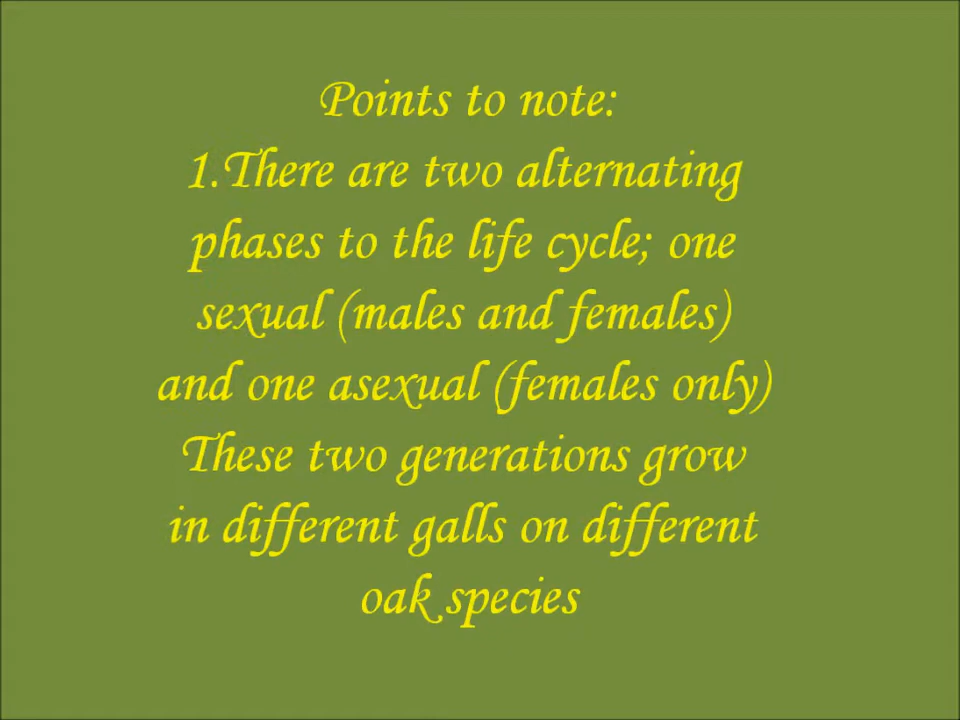 Points to note:
1.There are two alternating
phases to the life cycle; one
sexual (males and females)
and one asexual (females only)
These two generations grow
in different galls on different
oak species